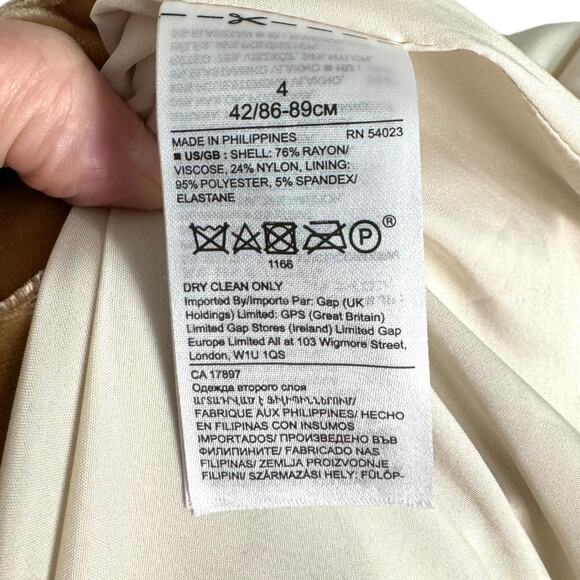 4
42/86-89CM
MADE IN PHILIPPINES RN 54023
■ US/GB : SHELL: 76% RAYON/
VISCOSE, 24% NYLON, LINING:
95% POLYESTER, 5% SPANDEX/
ELASTANE
P ®
1166
DRY CLEAN ONLY
Imported By/Importe Par: Gap (UK
Holdings) Limited: GPS (Great Britain)
Limited Gap Stores (Ireland) Limited Gap
Europe Limited All at 103 Wigmore Street,
London, W1U 1QS
CA 17897
Одежда второго слоя
ԱՐՏԱԴՐՎԱԾ Է ՖԻԼԻՊԻՆՆԵՐՈՒՄ/
FABRIQUE AUX PHILIPPINES/ HECHO
EN FILIPINAS CON INSUMOS
IMPORTADOS/ ПРОИЗВЕДЕНО ВЪВ
ФИЛИПИНИТЕ/ FABRICADO NAS
FILIPINAS/ ZEMLJA PROIZVODNJE
FILIPINI/ SZÁRMAZÁSI HELY: FÜLÖP-